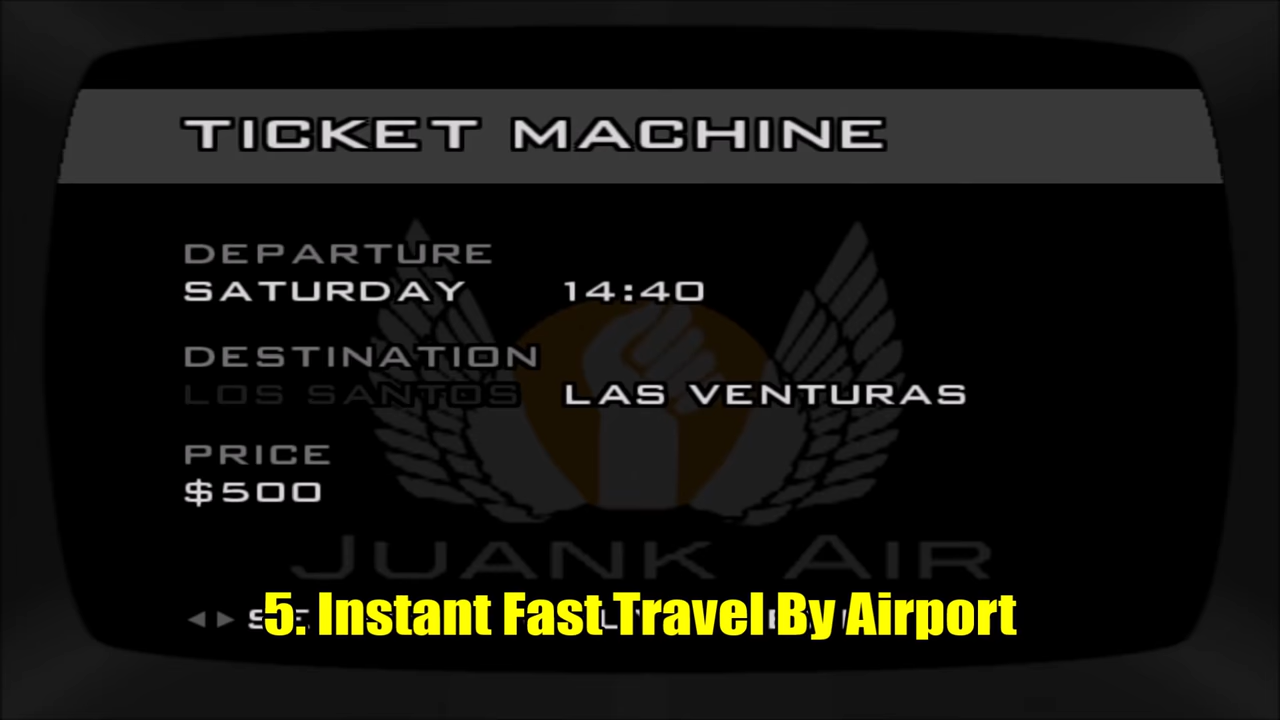 TICKET MACHINE
DEPARTURE
SATURDAY 14:40
DESTINATION
LOS SANTOS LAS VENTURAS
PRICE
$500
JUANK AIR
5. Instant Fast Travel By Airport